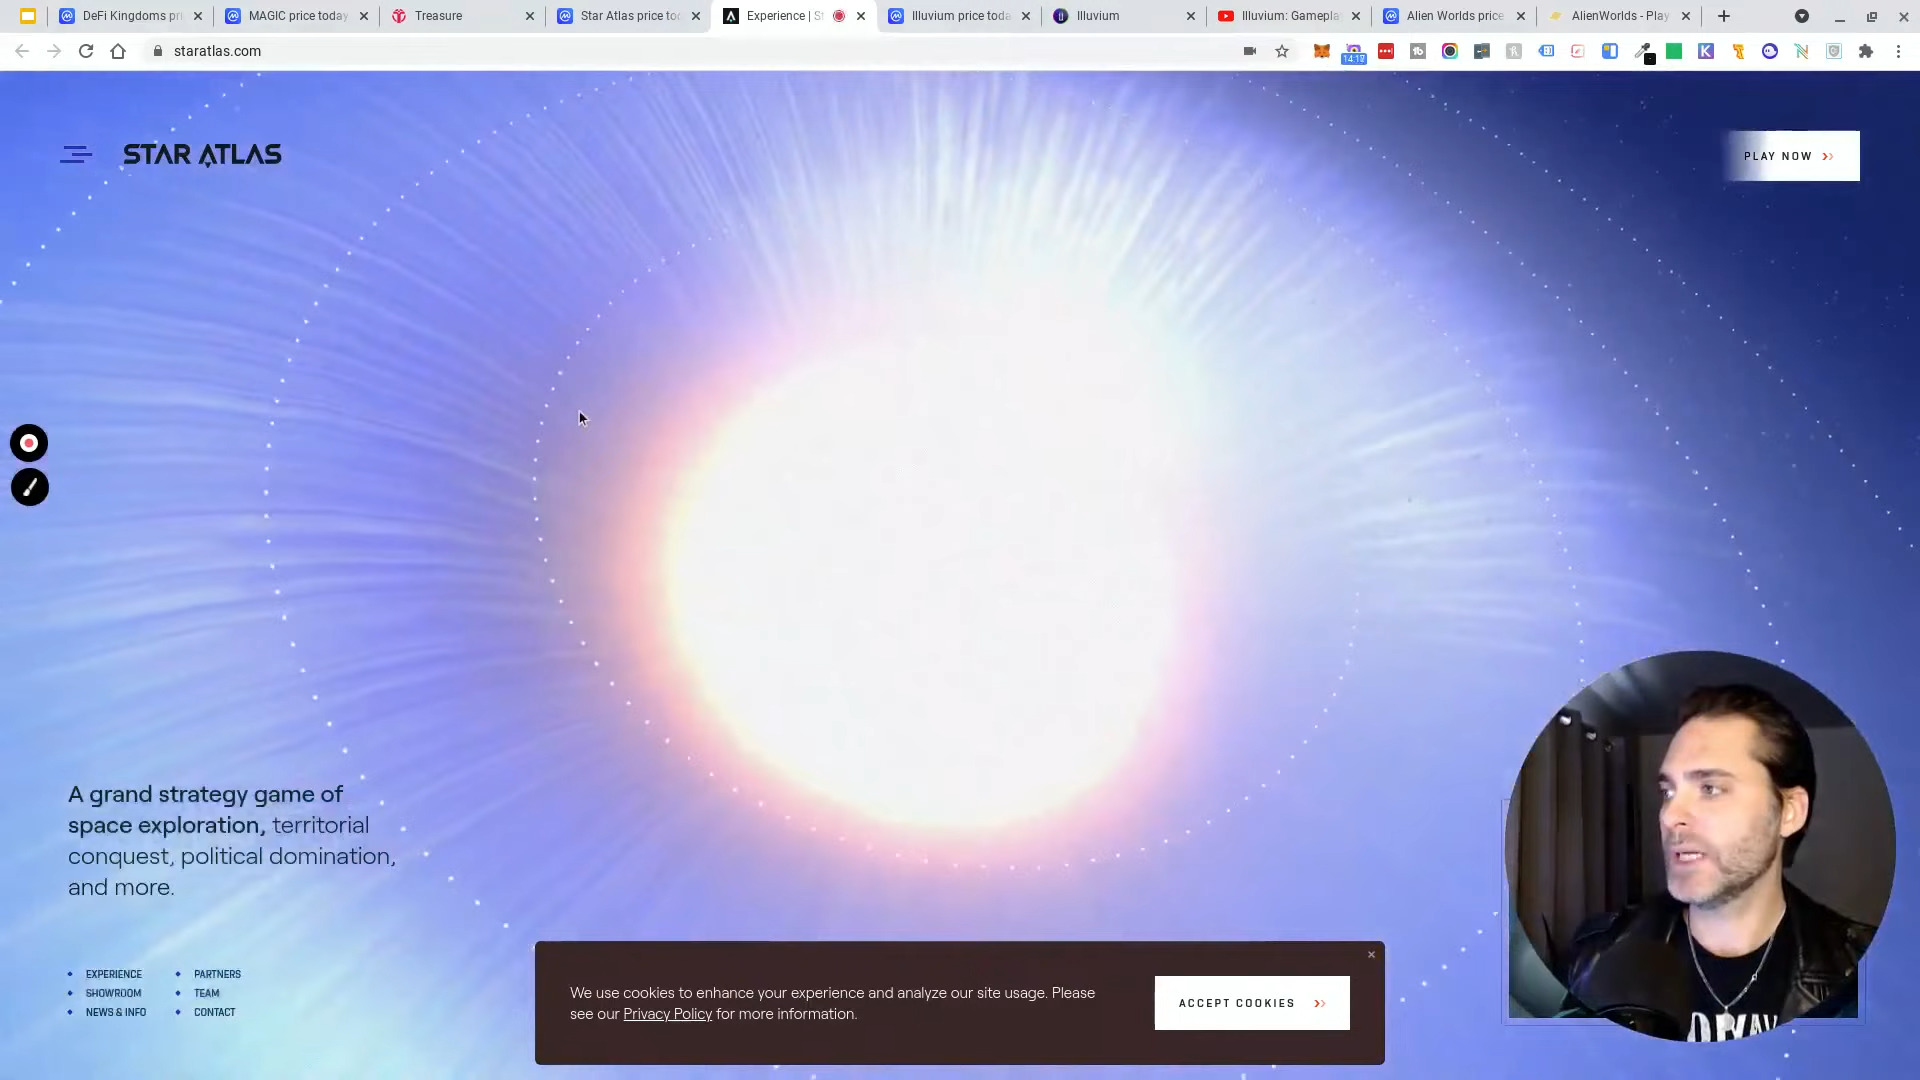 DeFi Kingdoms pri
MAGIC price today
Treasure
Star Atlas price to
Experience | S
Illuvium price toda
Illuvium
Illuvium: Gamepla
Alien Worlds price
AlienWorlds - Play
staratlas.com
14:12
STAR ATLAS
PLAY NOW
A grand strategy game of
space exploration, territorial
conquest, political domination,
and more.
EXPERIENCE
PARTNERS
SHOWROOM
TEAM
NEWS & INFO
CONTACT
We use cookies to enhance your experience and analyze our site usage. Please
see our Privacy Policy for more information.
ACCEPT COOKIES